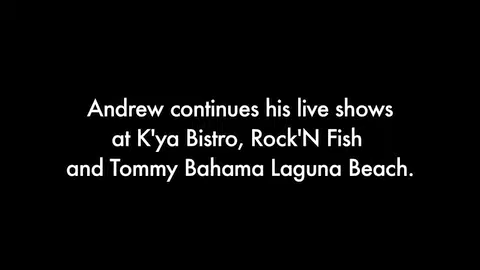 Andrew continues his live shows
at K'ya Bistro, Rock'N Fish
and Tommy Bahama Laguna Beach.